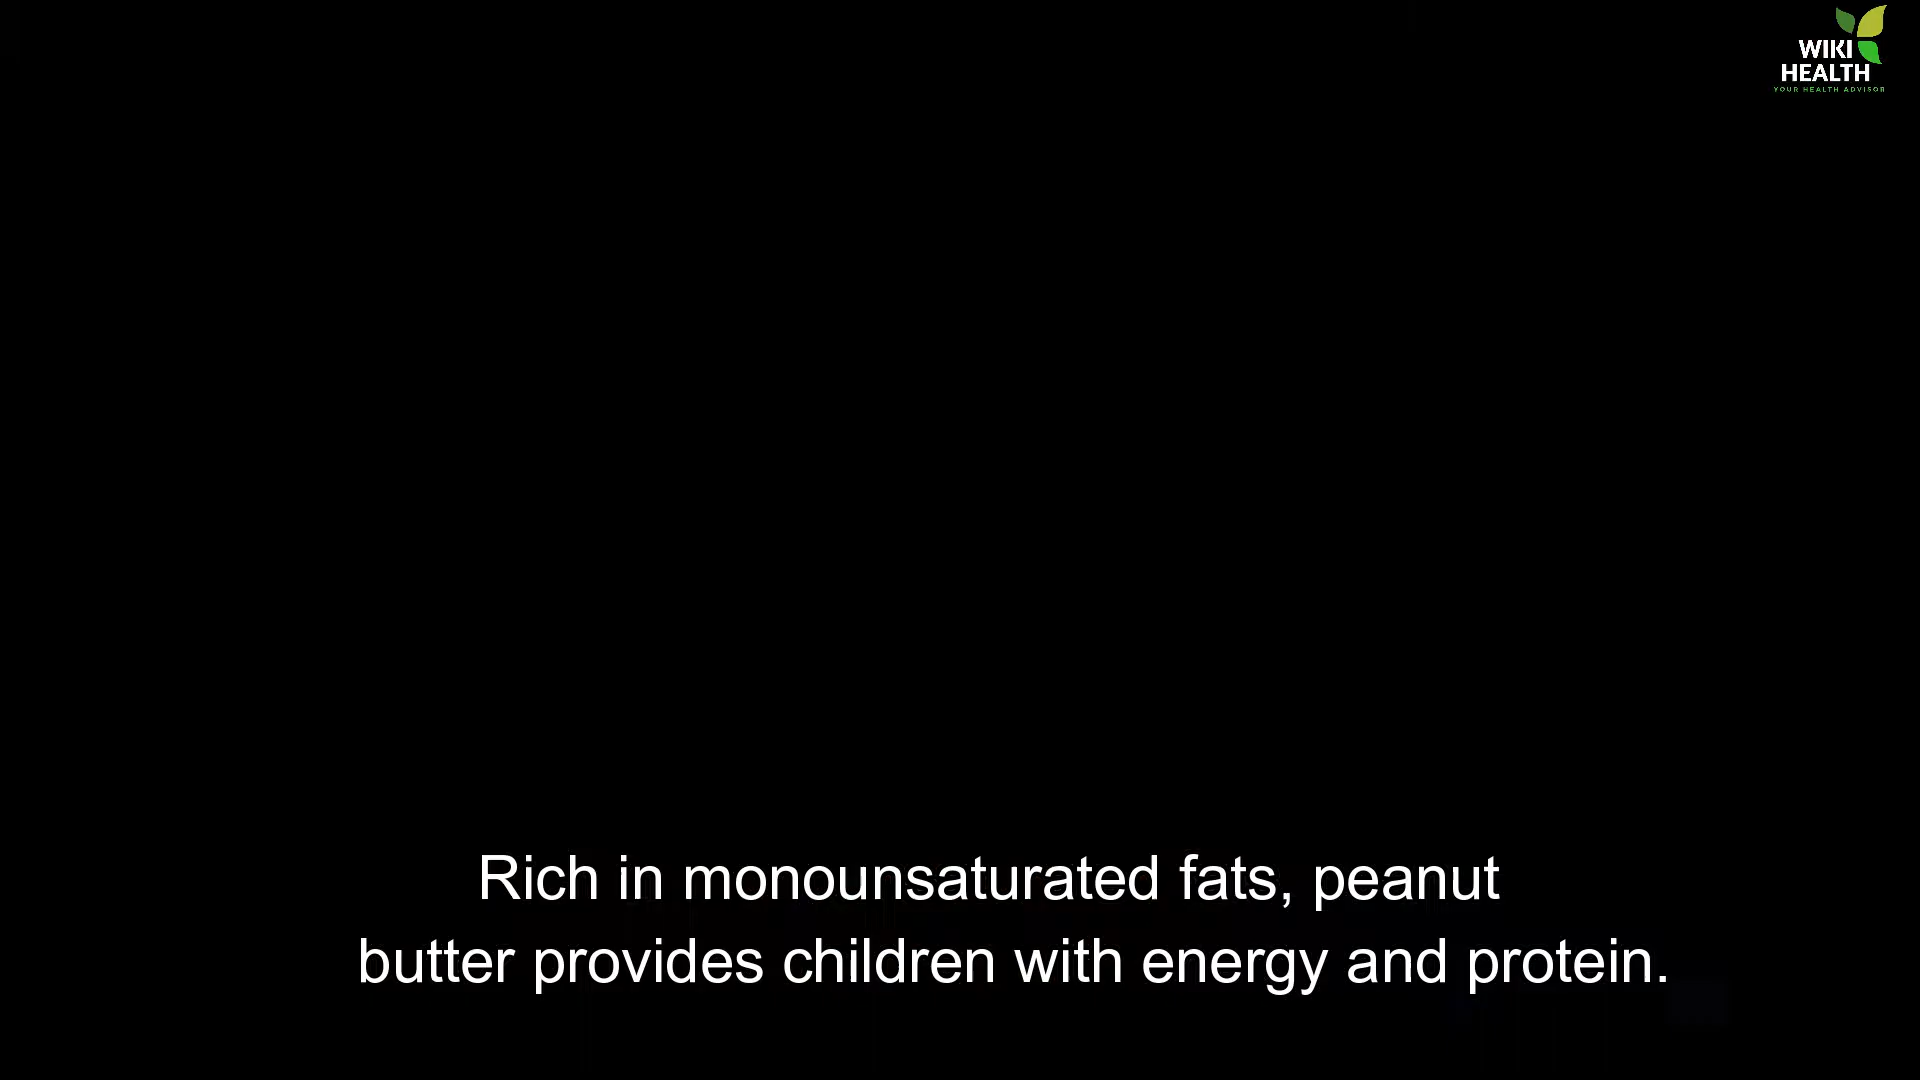 WIKI
HEALTH
YOUR HEALTH ADVISOR
Rich in monounsaturated fats, peanut
butter provides children with energy and protein.